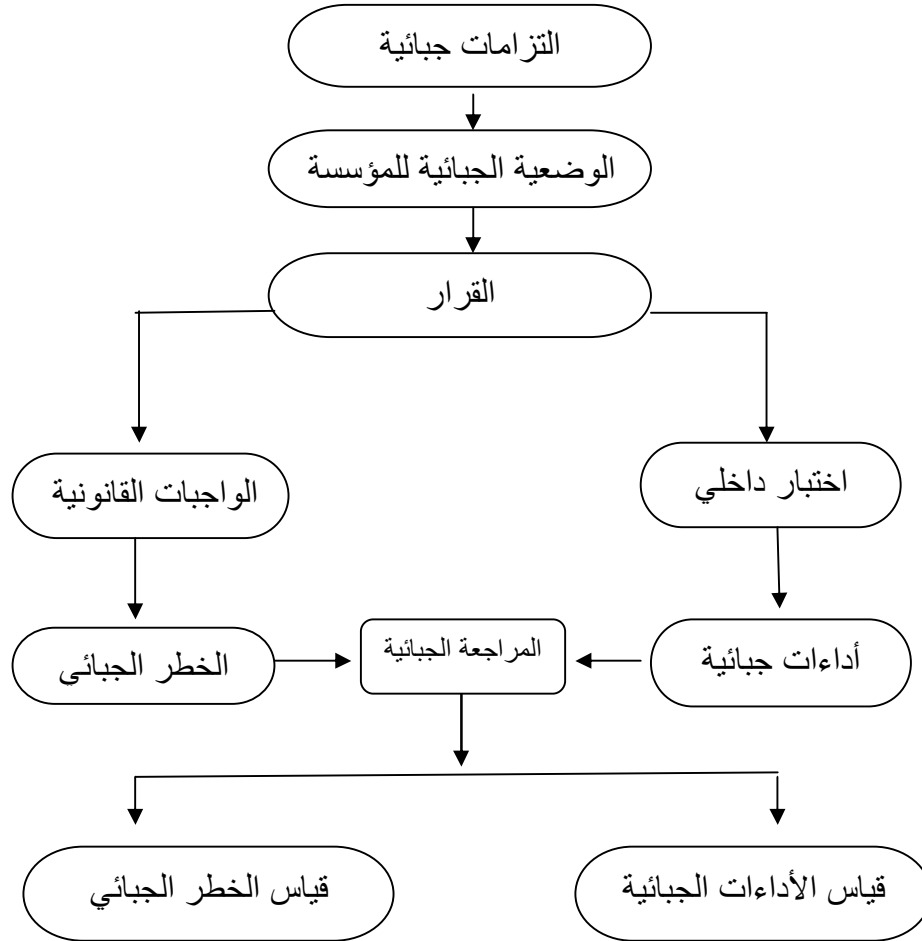 التزامات جبائية
الوضعية الجبائية للمؤسسة
القرار
اختبار داخلي
الواجبات القانونية
أداءات جبائية
المراجعة الجبائية
الخطر الجبائي
قياس الأداءات الجبائية
قياس الخطر الجبائي